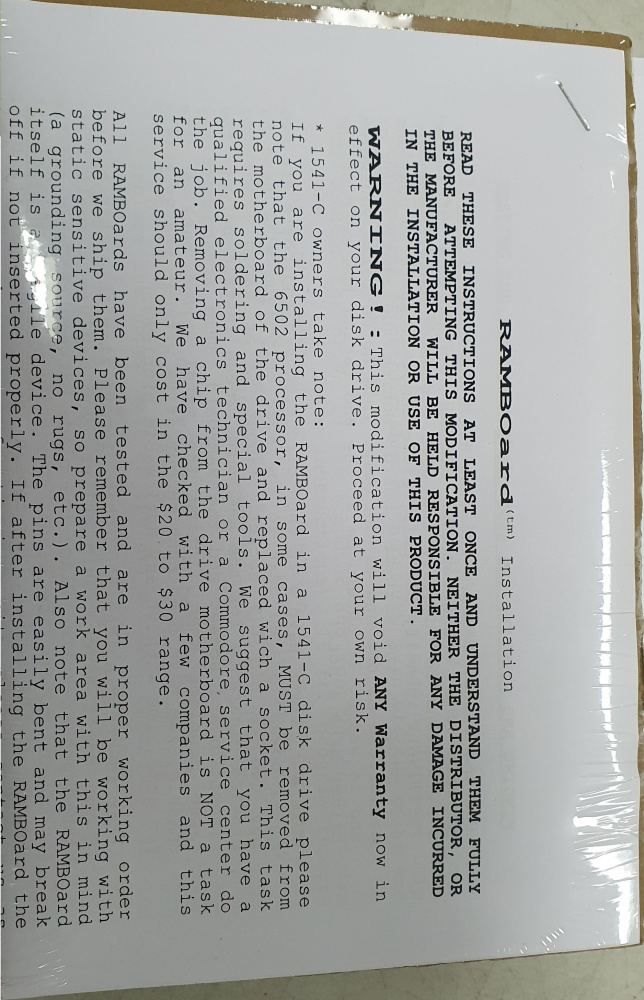 RAMBOard(tm) Installation
READ THESE INSTRUCTIONS AT LEAST ONCE AND UNDERSTAND THEM FULLY
BEFORE ATTEMPTING THIS MODIFICATION. NEITHER THE DISTRIBUTOR, OR
THE MANUFACTURER WILL BE HELD RESPONSIBLE FOR ANY DAMAGE INCURRED
IN THE INSTALLATION OR USE OF THIS PRODUCT.
WARNING! : This modification will void ANY Warranty now in
effect on your disk drive. Proceed at your own risk.
* 1541-C owners take note:
If you are installing the RAMBOard in a 1541-C disk drive please
note that the 6502 processor, in some cases, MUST be removed from
the motherboard of the drive and replaced wich a socket. This task
requires soldering and special tools. We suggest that you have a
qualified electronics technician or a Commodore service center do
the job. Removing a chip from the drive motherboard is NOT a task
for an amateur. We have checked with a few companies and this
service should only cost in the $20 to $30 range.
All RAMBOards have been tested and are in proper working order
before we ship them. Please remember that you will be working with
static sensitive devices, so prepare a work area with this in mind
(a grounding source, no rugs, etc.). Also note that the RAMBOard
itself is a device. The pins are easily bent and may break
off if not inserted properly. If after installing the RAMBOard the